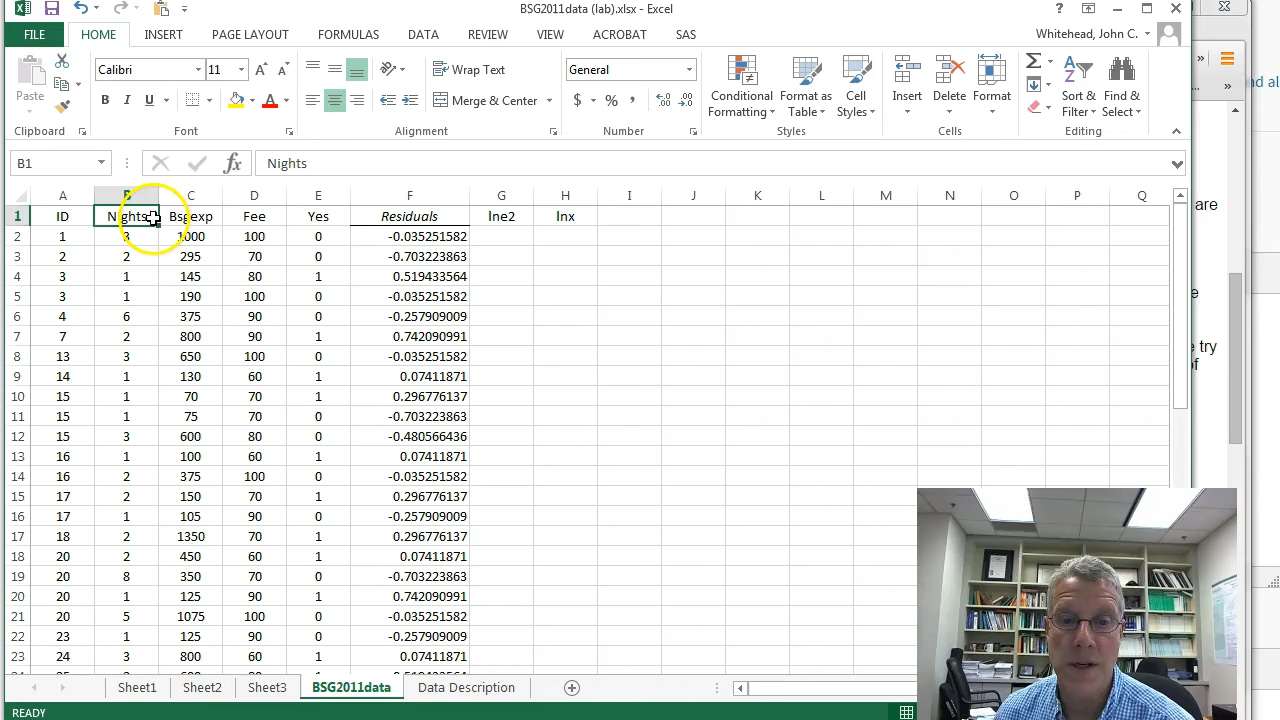 BSG2011data (lab).xlsx - Excel
FILE HOME INSERT PAGE LAYOUT FORMULAS DATA REVIEW VIEW ACROBAT SAS Whitehead, John C.
Paste Calibri 11 Wrap Text General Conditional Formatting Format as Table Cell Styles Insert Delete Format Sort & Filter Find & Select
B I U Merge & Center $ % ,
Clipboard Font Alignment Number Styles Cells Editing
B1 fx Nights
A B C D E F G H I J K L M N O P Q
1 ID Nights Bsgexp Fee Yes Residuals lne2 lnx
2 1 3 1000 100 0 -0.035251582
3 2 2 295 70 0 -0.703223863
4 3 1 145 80 1 0.519433564
5 3 1 190 100 0 -0.035251582
6 4 6 375 90 0 -0.257909009
7 7 2 800 90 1 0.742090991
8 13 3 650 100 0 -0.035251582
9 14 1 130 60 1 0.07411871
10 15 1 70 70 1 0.296776137
11 15 1 75 70 0 -0.703223863
12 15 3 600 80 0 -0.480566436
13 16 1 100 60 1 0.07411871
14 16 2 375 100 0 -0.035251582
15 17 2 150 70 1 0.296776137
16 17 1 105 90 0 -0.257909009
17 18 2 1350 70 1 0.296776137
18 20 2 450 60 1 0.07411871
19 20 8 350 70 0 -0.703223863
20 20 1 125 90 1 0.742090991
21 20 5 1075 100 0 -0.035251582
22 23 1 125 90 0 -0.257909009
23 24 3 800 60 1 0.07411871
Sheet1 Sheet2 Sheet3 BSG2011data Data Description
READY
nd al
are
e
e try
of